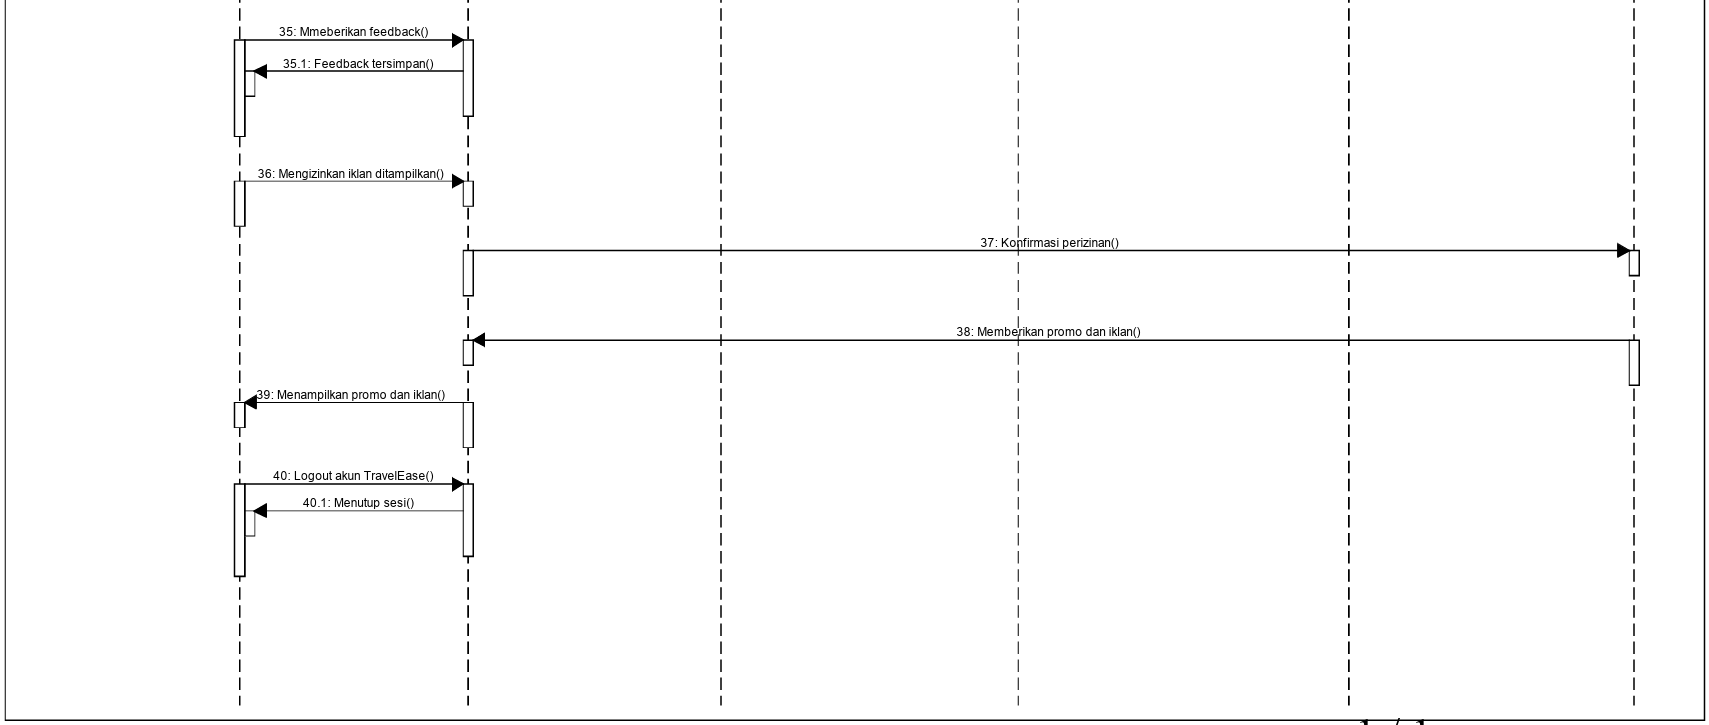 35: Mmeberikan feedback()
35.1: Feedback tersimpan()
36: Mengizinkan iklan ditampilkan()
37: Konfirmasi perizinan()
38: Memberikan promo dan iklan()
39: Menampilkan promo dan iklan()
40: Logout akun TravelEase()
40.1: Menutup sesi()